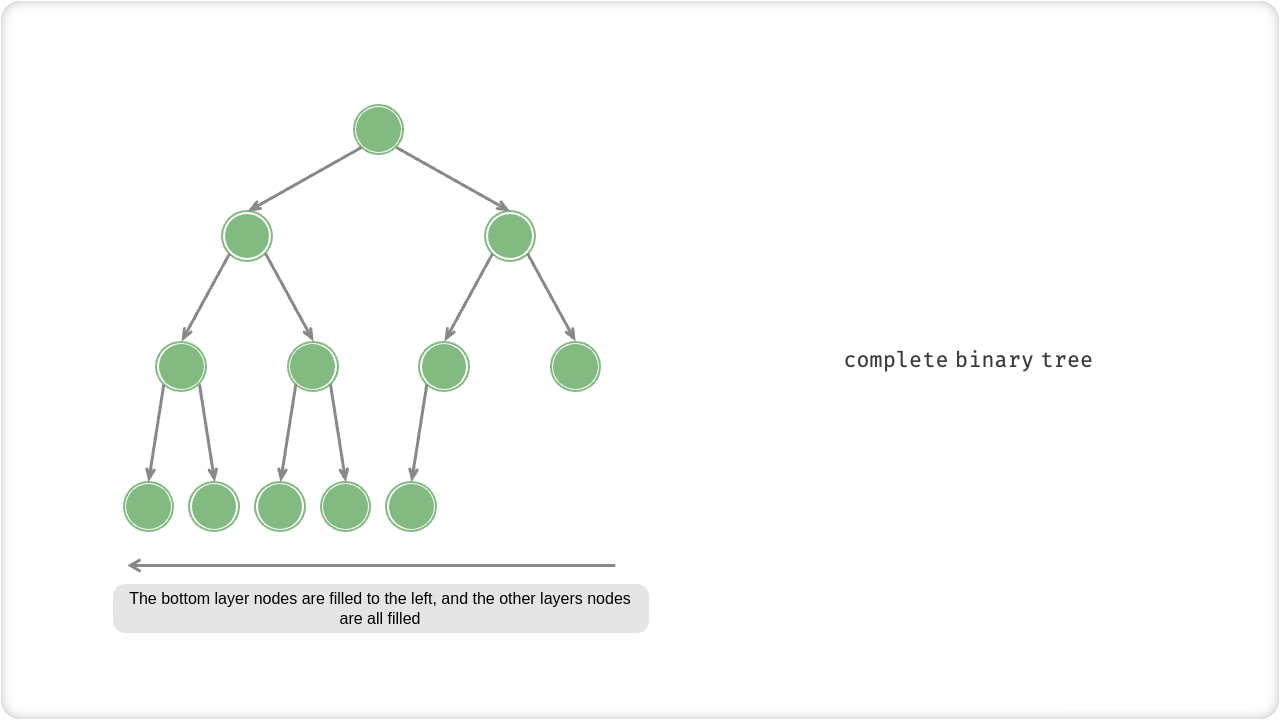 complete binary tree
The bottom layer nodes are filled to the left, and the other layers nodes
are all filled